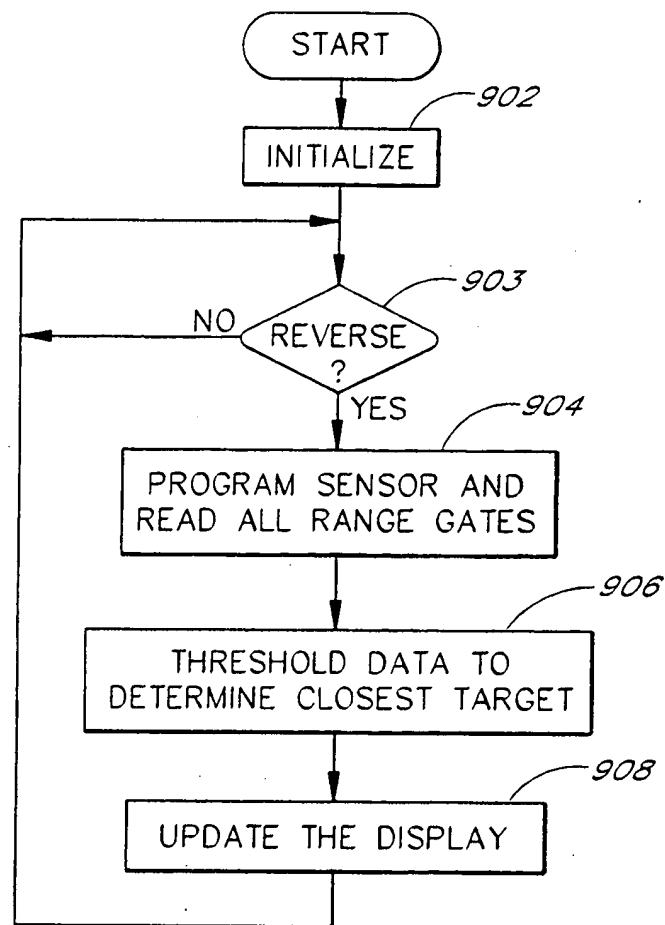 START
902
INITIALIZE
903
NO
REVERSE
?
YES
904
PROGRAM SENSOR AND
READ ALL RANGE GATES
906
THRESHOLD DATA TO
DETERMINE CLOSEST TARGET
908
UPDATE THE DISPLAY